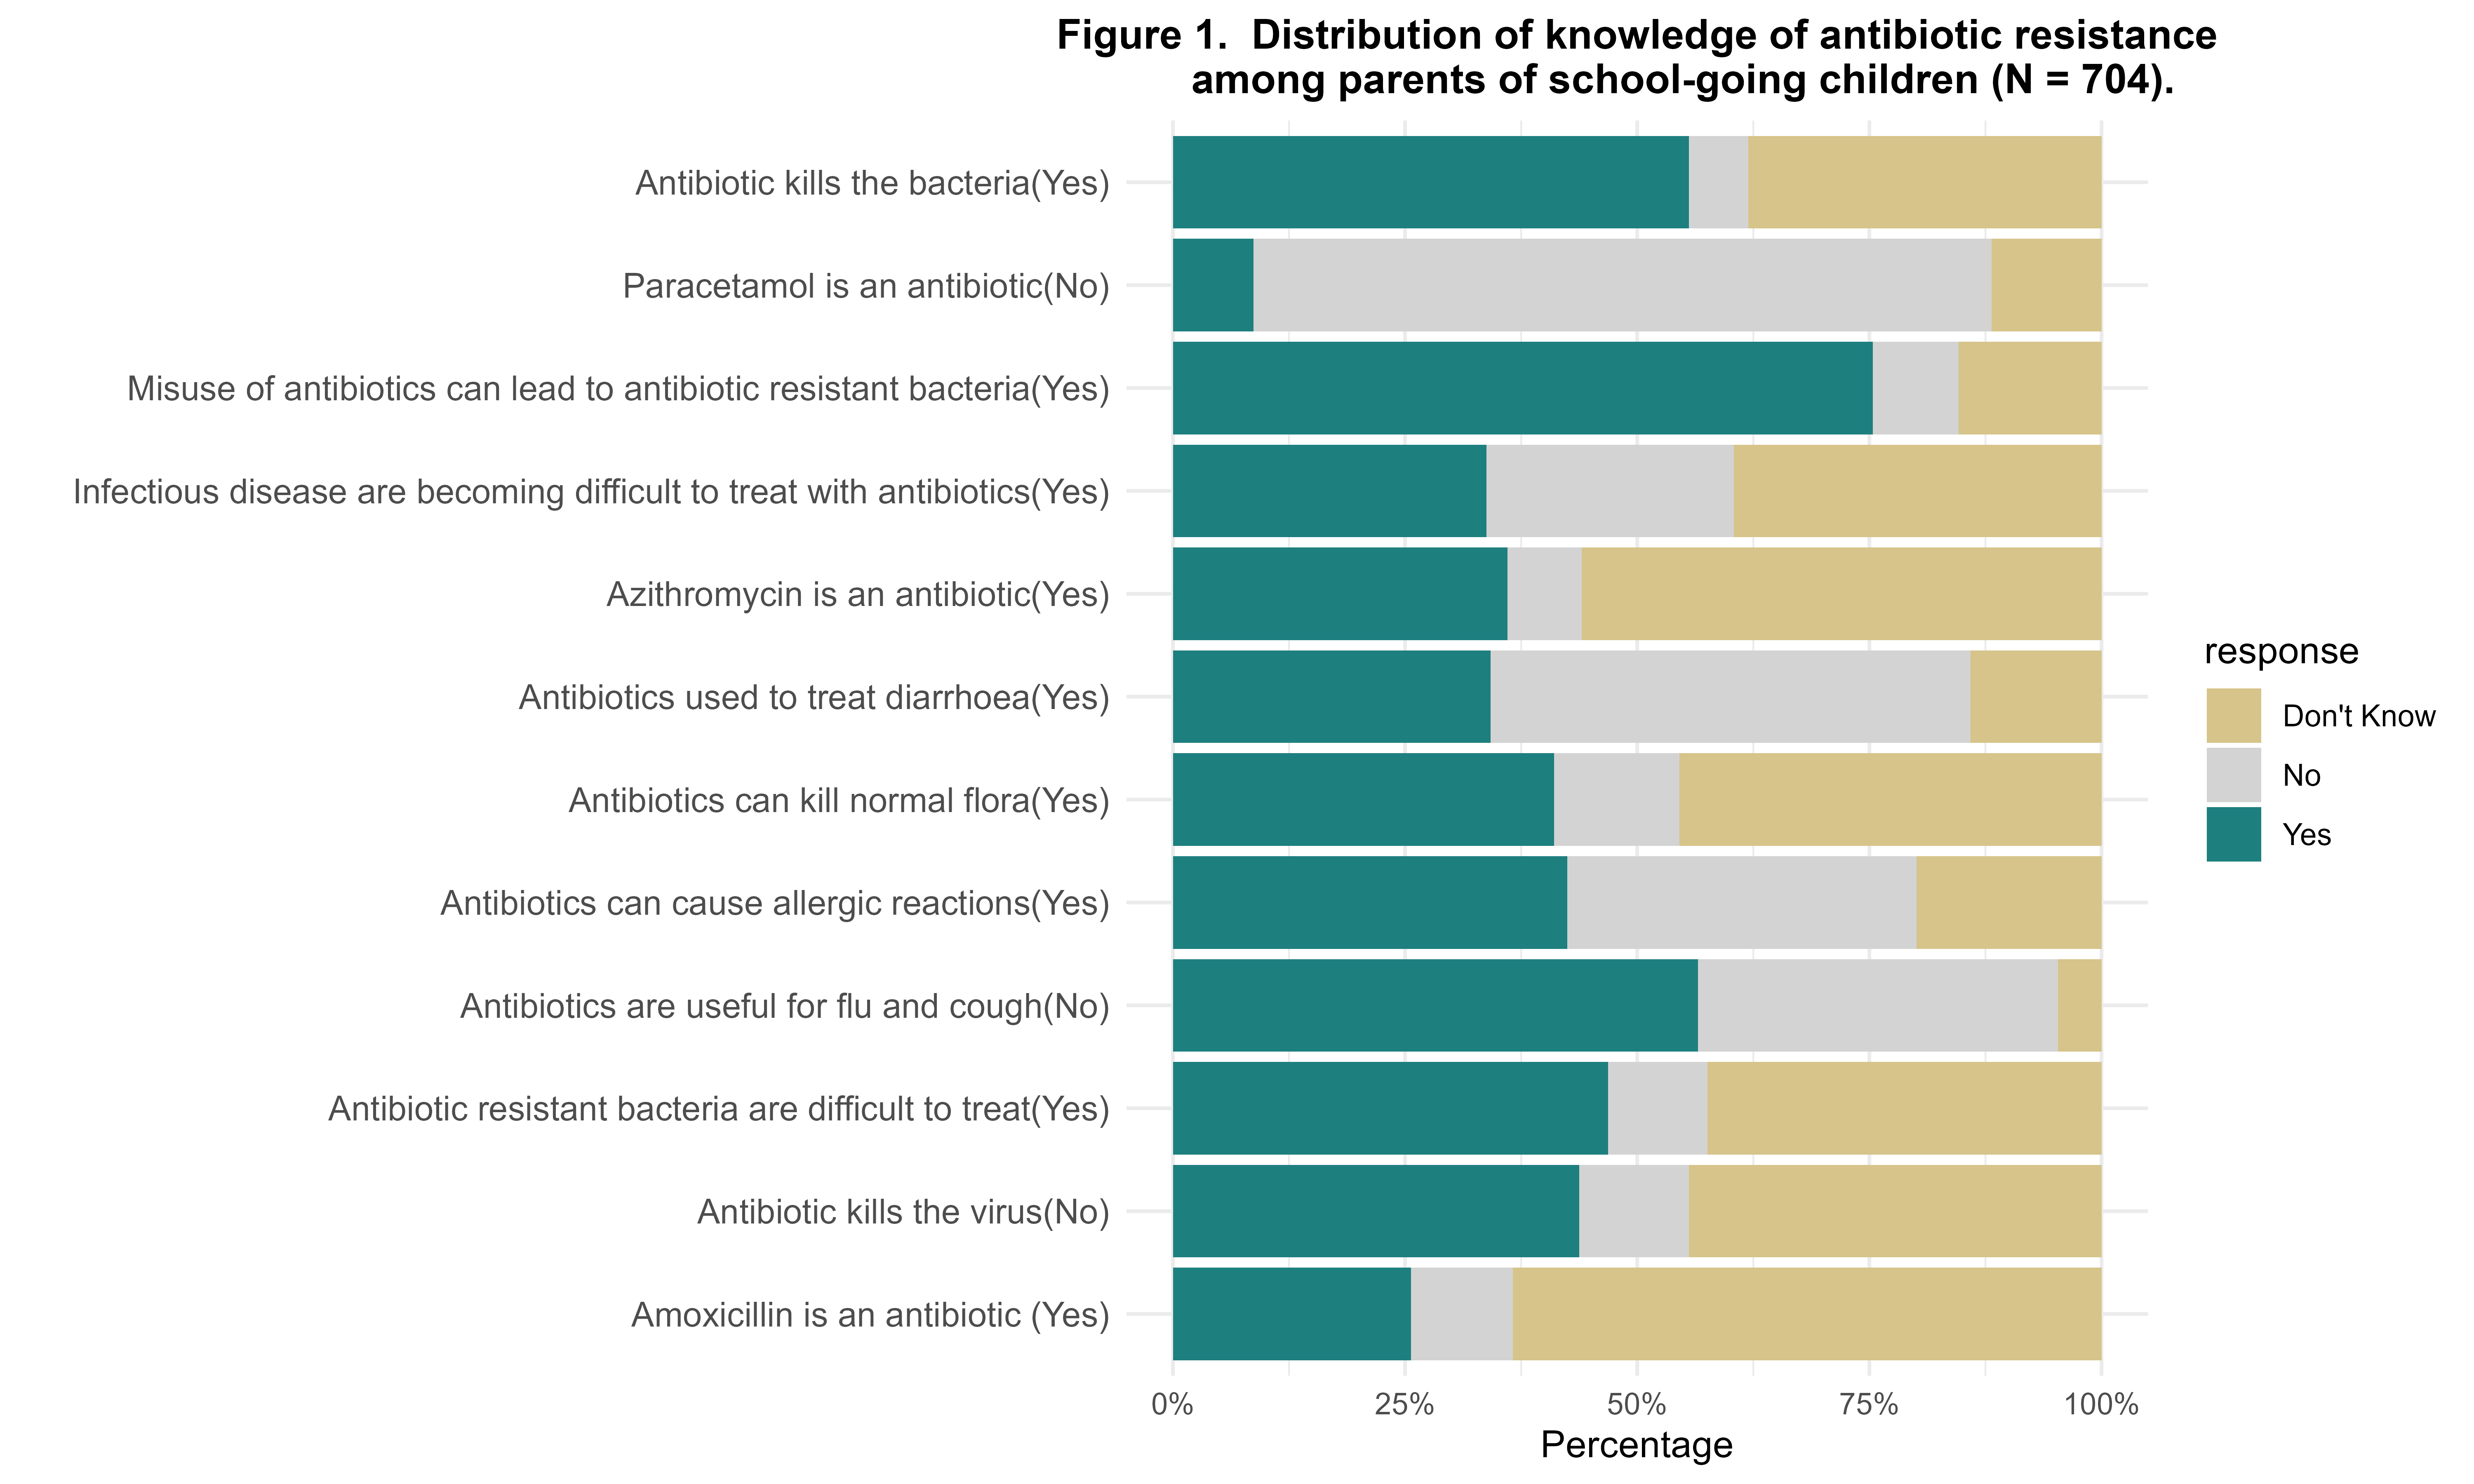 Figure 1.  Distribution of knowledge of antibiotic resistance
among parents of school-going children (N = 704).
Antibiotic kills the bacteria(Yes)
Paracetamol is an antibiotic(No)
Misuse of antibiotics can lead to antibiotic resistant bacteria(Yes)
Infectious disease are becoming difficult to treat with antibiotics(Yes)
Azithromycin is an antibiotic(Yes)
Antibiotics used to treat diarrhoea(Yes)
Antibiotics can kill normal flora(Yes)
Antibiotics can cause allergic reactions(Yes)
Antibiotics are useful for flu and cough(No)
Antibiotic resistant bacteria are difficult to treat(Yes)
Antibiotic kills the virus(No)
Amoxicillin is an antibiotic (Yes)
0% 25% 50% 75% 100%
Percentage
response
Don't Know
No
Yes